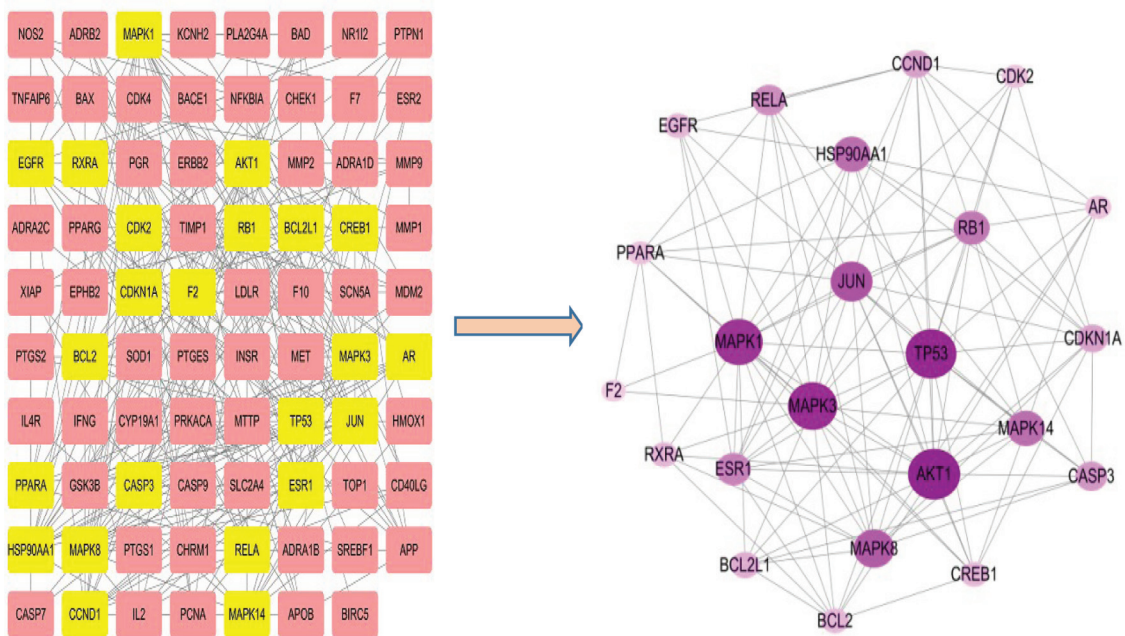 NOS2 ADRB2 MAPK1 KCNH2 PLA2G4A BAD NR1I2 PTPN1
TNFAIP6 BAX CDK4 BACE1 NFKBIA CHEK1 F7 ESR2
EGFR RXRA PGR ERBB2 AKT1 MMP2 ADRA1D MMP9
ADRA2C PPARG CDK2 TIMP1 RB1 BCL2L1 CREB1 MMP1
XIAP EPHB2 CDKN1A F2 LDLR F10 SCN5A MDM2
PTGS2 BCL2 SOD1 PTGES INSR MET MAPK3 AR
IL4R IFNG CYP19A1 PRKACA MTTP TP53 JUN HMOX1
PPARA GSK3B CASP3 CASP9 SLC2A4 ESR1 TOP1 CD40LG
HSP90AA1 MAPK8 PTGS1 CHRM1 RELA ADRA1B SREBF1 APP
CASP7 CCND1 IL2 PCNA MAPK14 APOB BIRC5
CCND1
CDK2
RELA
EGFR
HSP90AA1
AR
RB1
PPARA
JUN
MAPK1
TP53
CDKN1A
F2
MAPK3
MAPK14
RXRA
ESR1
AKT1
CASP3
MAPK8
BCL2L1
CREB1
BCL2